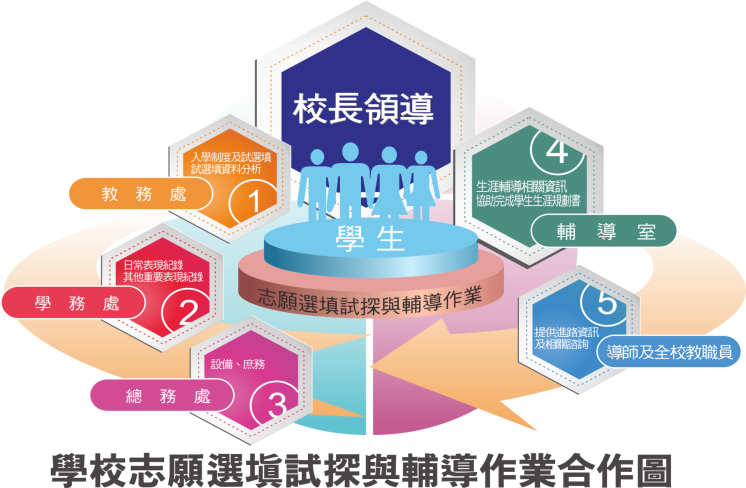 校長領導
入學制度及試選填
試選填資料分析
1
教務處
日常表現紀錄
其他重要表現紀錄
2
學務處
設備、庶務
3
總務處
4
生涯輔導相關資訊
協助完成學生生涯規劃書
輔導室
5
提供進路資訊
及相關諮詢
導師及全校教職員
學生
志願選填試探與輔導作業
學校志願選填試探與輔導作業合作圖